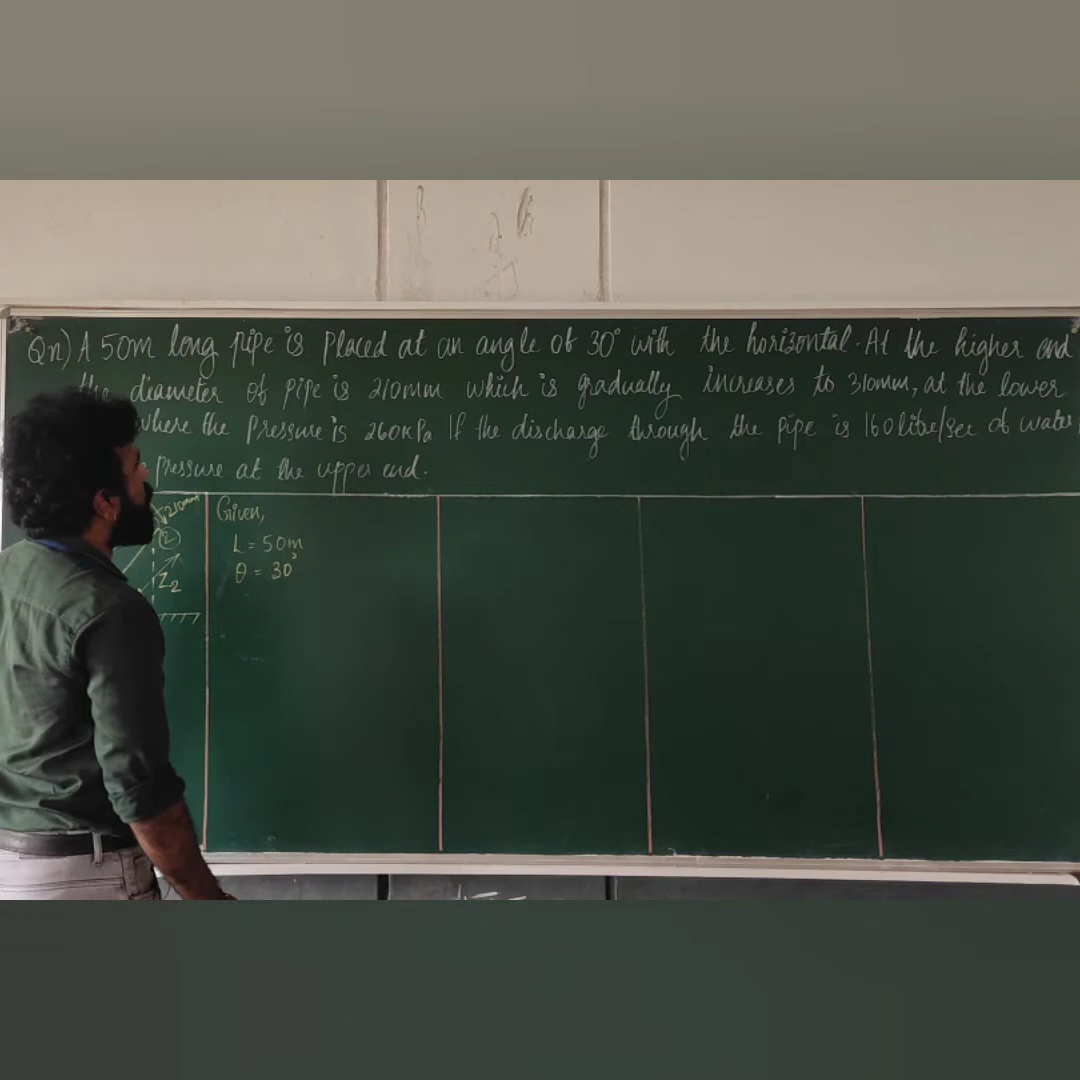 Qn) A 50m long pipe is placed at an angle of 30° with the horizontal. At the higher end
the diameter of pipe is 210mm which is gradually increases to 310mm, at the lower
where the Pressure is 260KPa If the discharge through the pipe is 160 litre/sec of water
pressure at the upper end.
210mm
2
Z2
Given,
L = 50m
θ = 30°